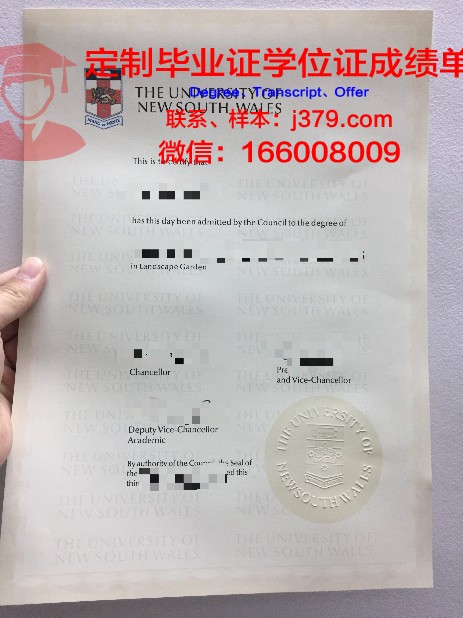 定制毕业证学位证成绩单
THE UNIVERSITY OF
Degree、Transcript、Offer
NEW SOUTH WALES
联系、样本：j379.com
微信：166008009
This is to certify that
has this day been admitted by the Council to the degree of
in Landscape Garden
Chancellor
and Vice-Chancellor
Deputy Vice-Chancellor
Academic
By authority of the Council the Seal of
the
ed this
THE UNIVERSITY OF
NEW SOUTH WALES